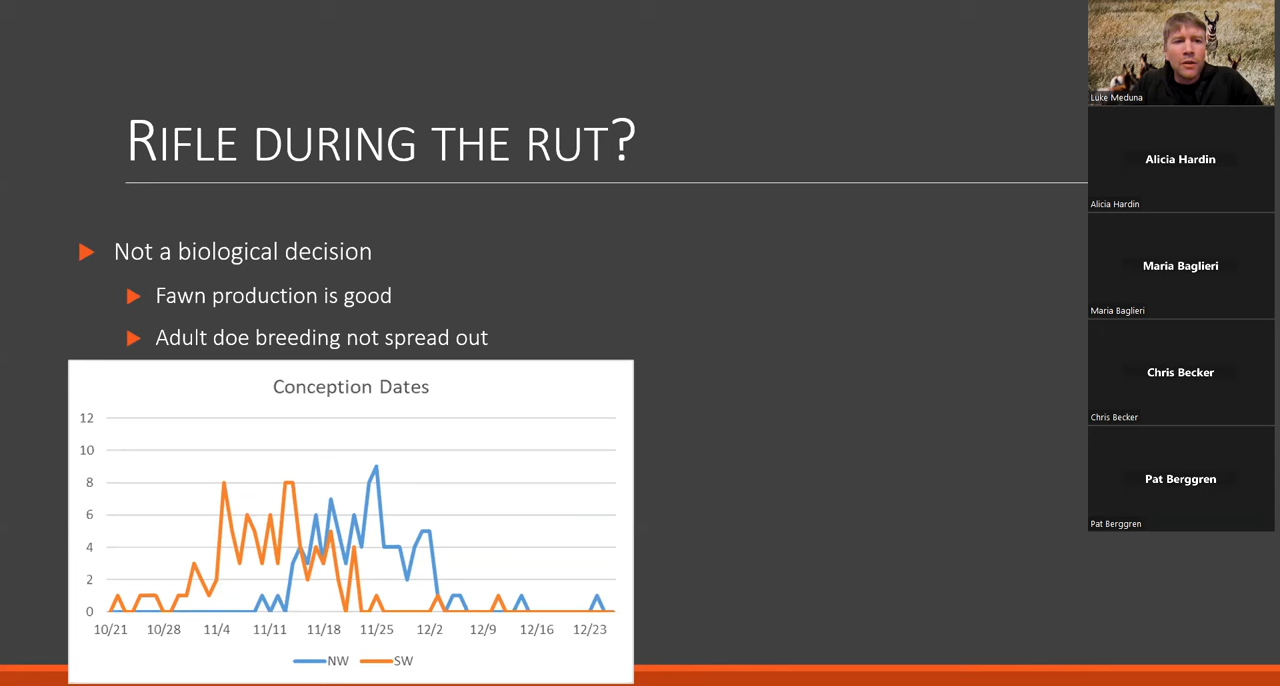 RIFLE DURING THE RUT?
Not a biological decision
Fawn production is good
Adult doe breeding not spread out
Conception Dates
12
10
8
6
4
2
0
10/21 10/28 11/4 11/11 11/18 11/25 12/2 12/9 12/16 12/23
NW SW
Luke Meduna
Alicia Hardin
Alicia Hardin
Maria Baglieri
Maria Baglieri
Chris Becker
Chris Becker
Pat Berggren
Pat Berggren